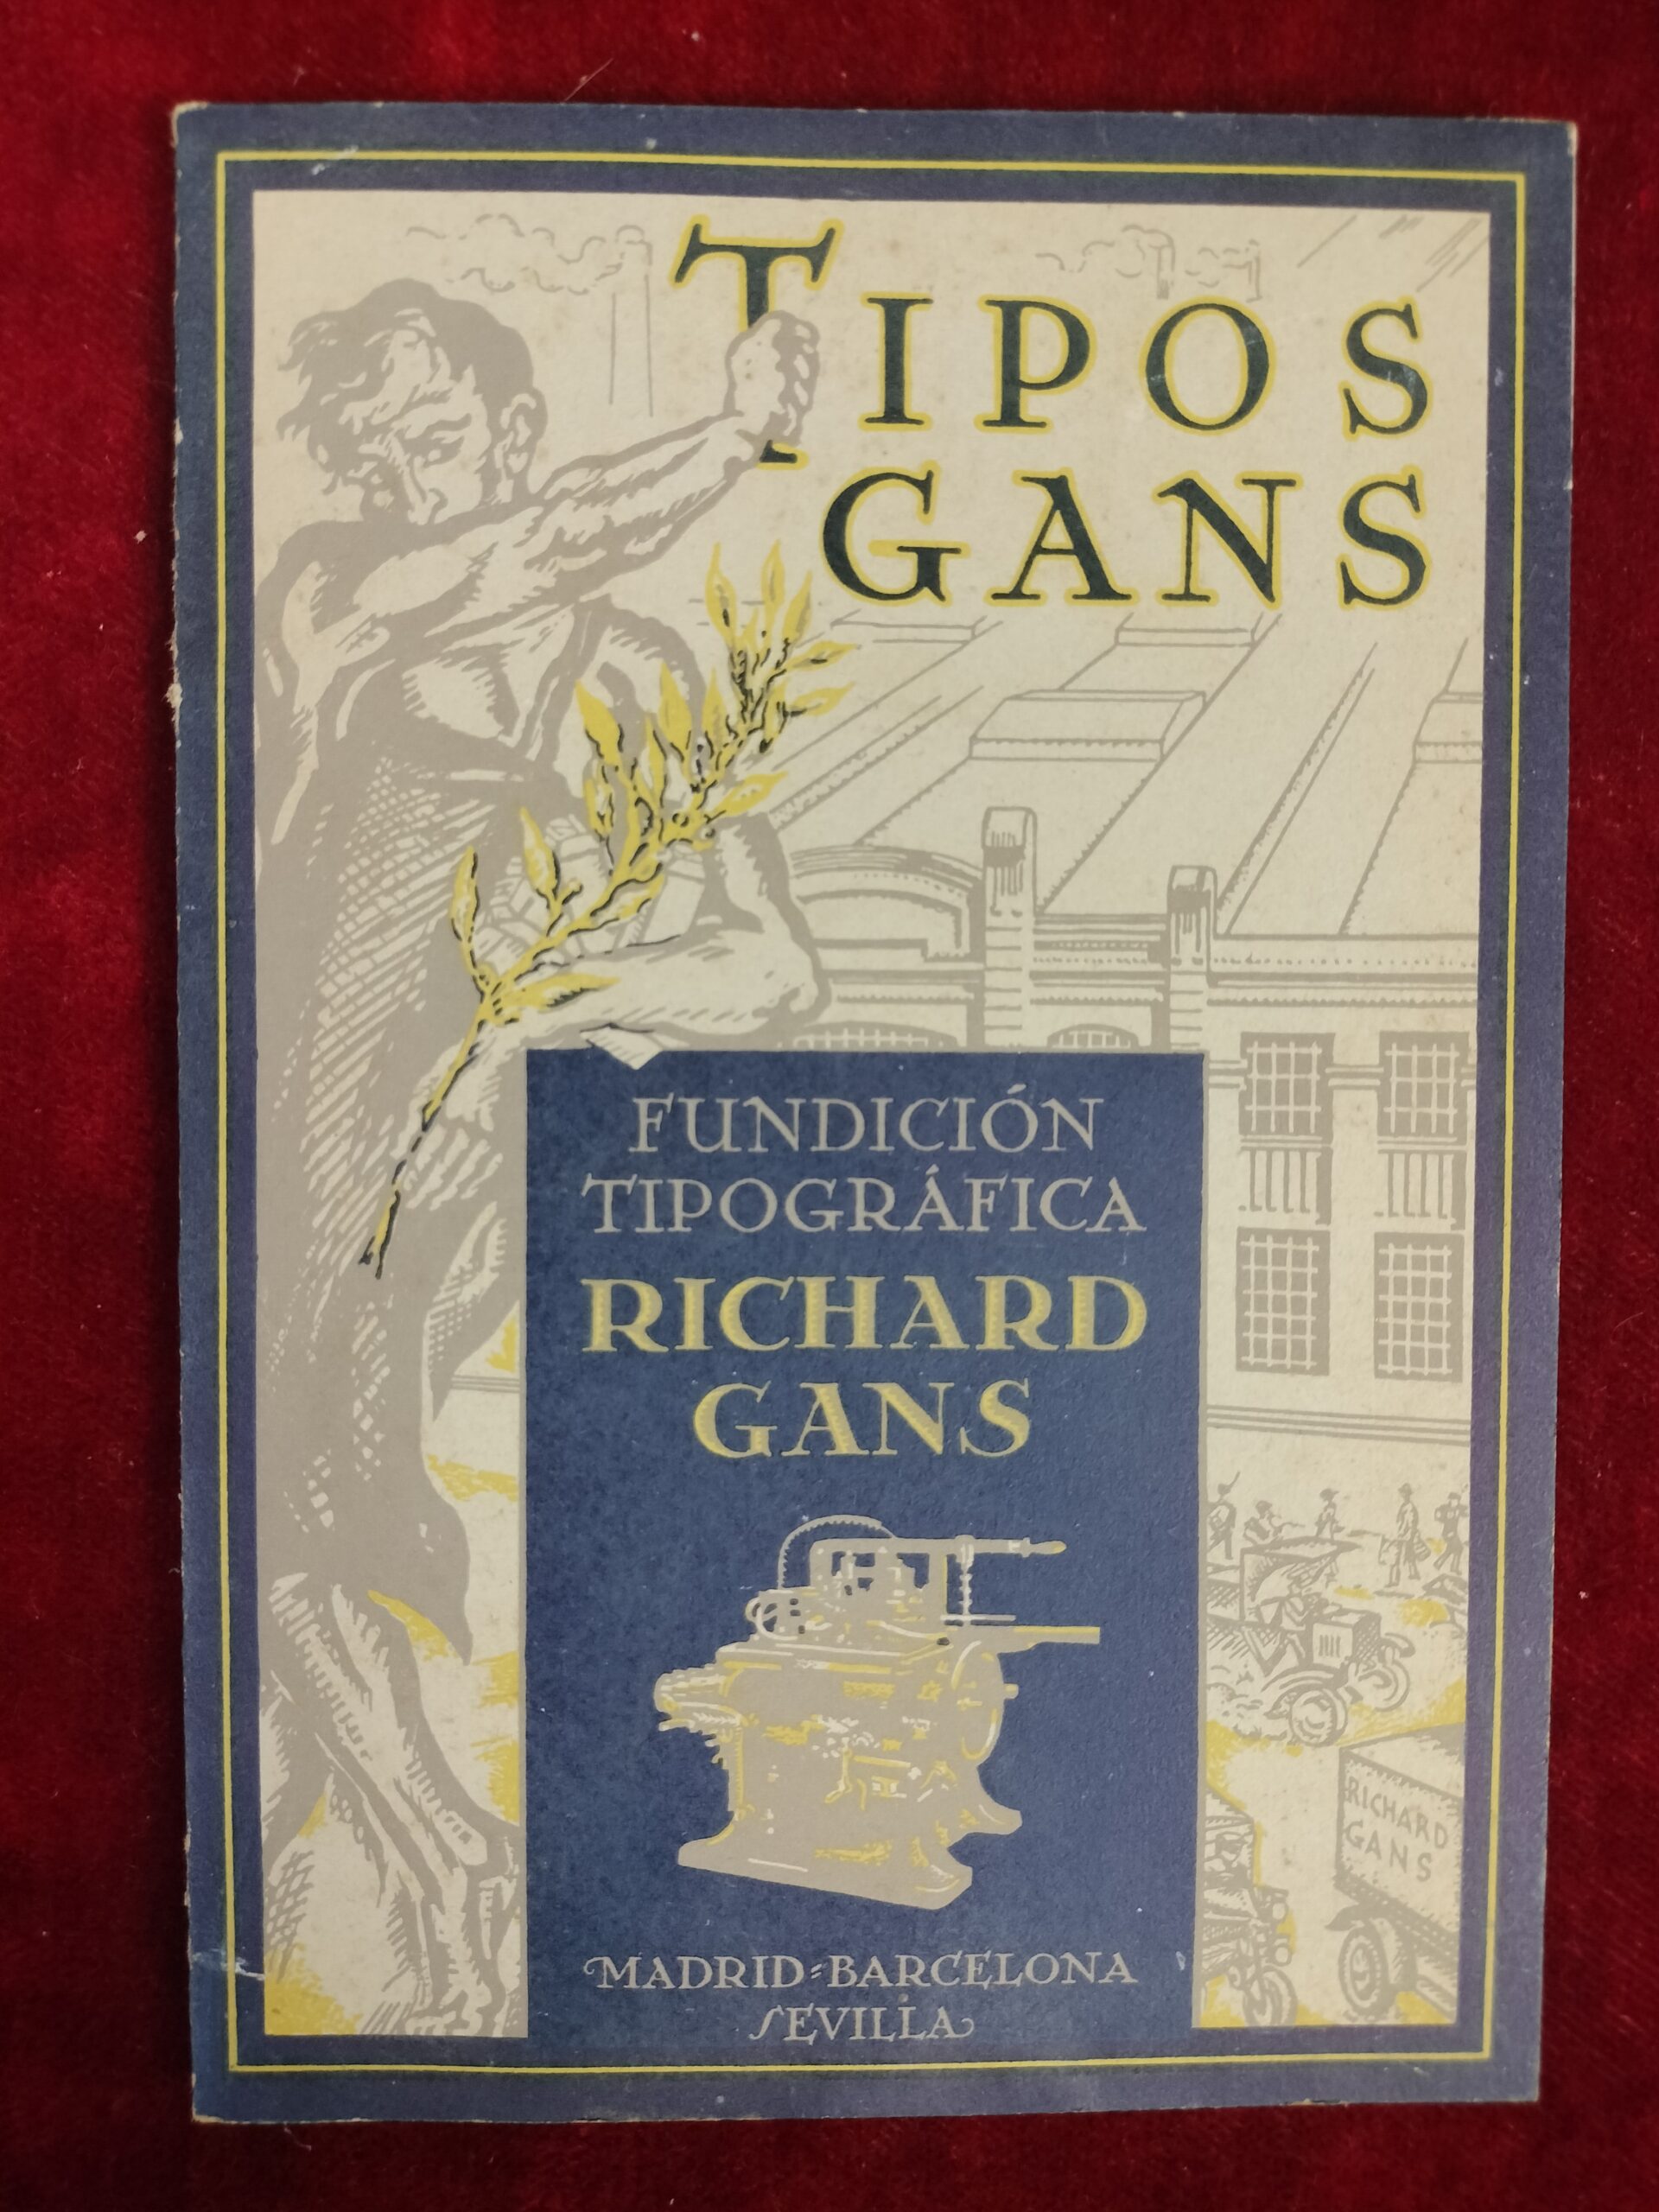 TIPOS
GANS
FUNDICIÓN
TIPOGRÁFICA
RICHARD
GANS
MADRID-BARCELONA
SEVILLA
RICHARD
GANS